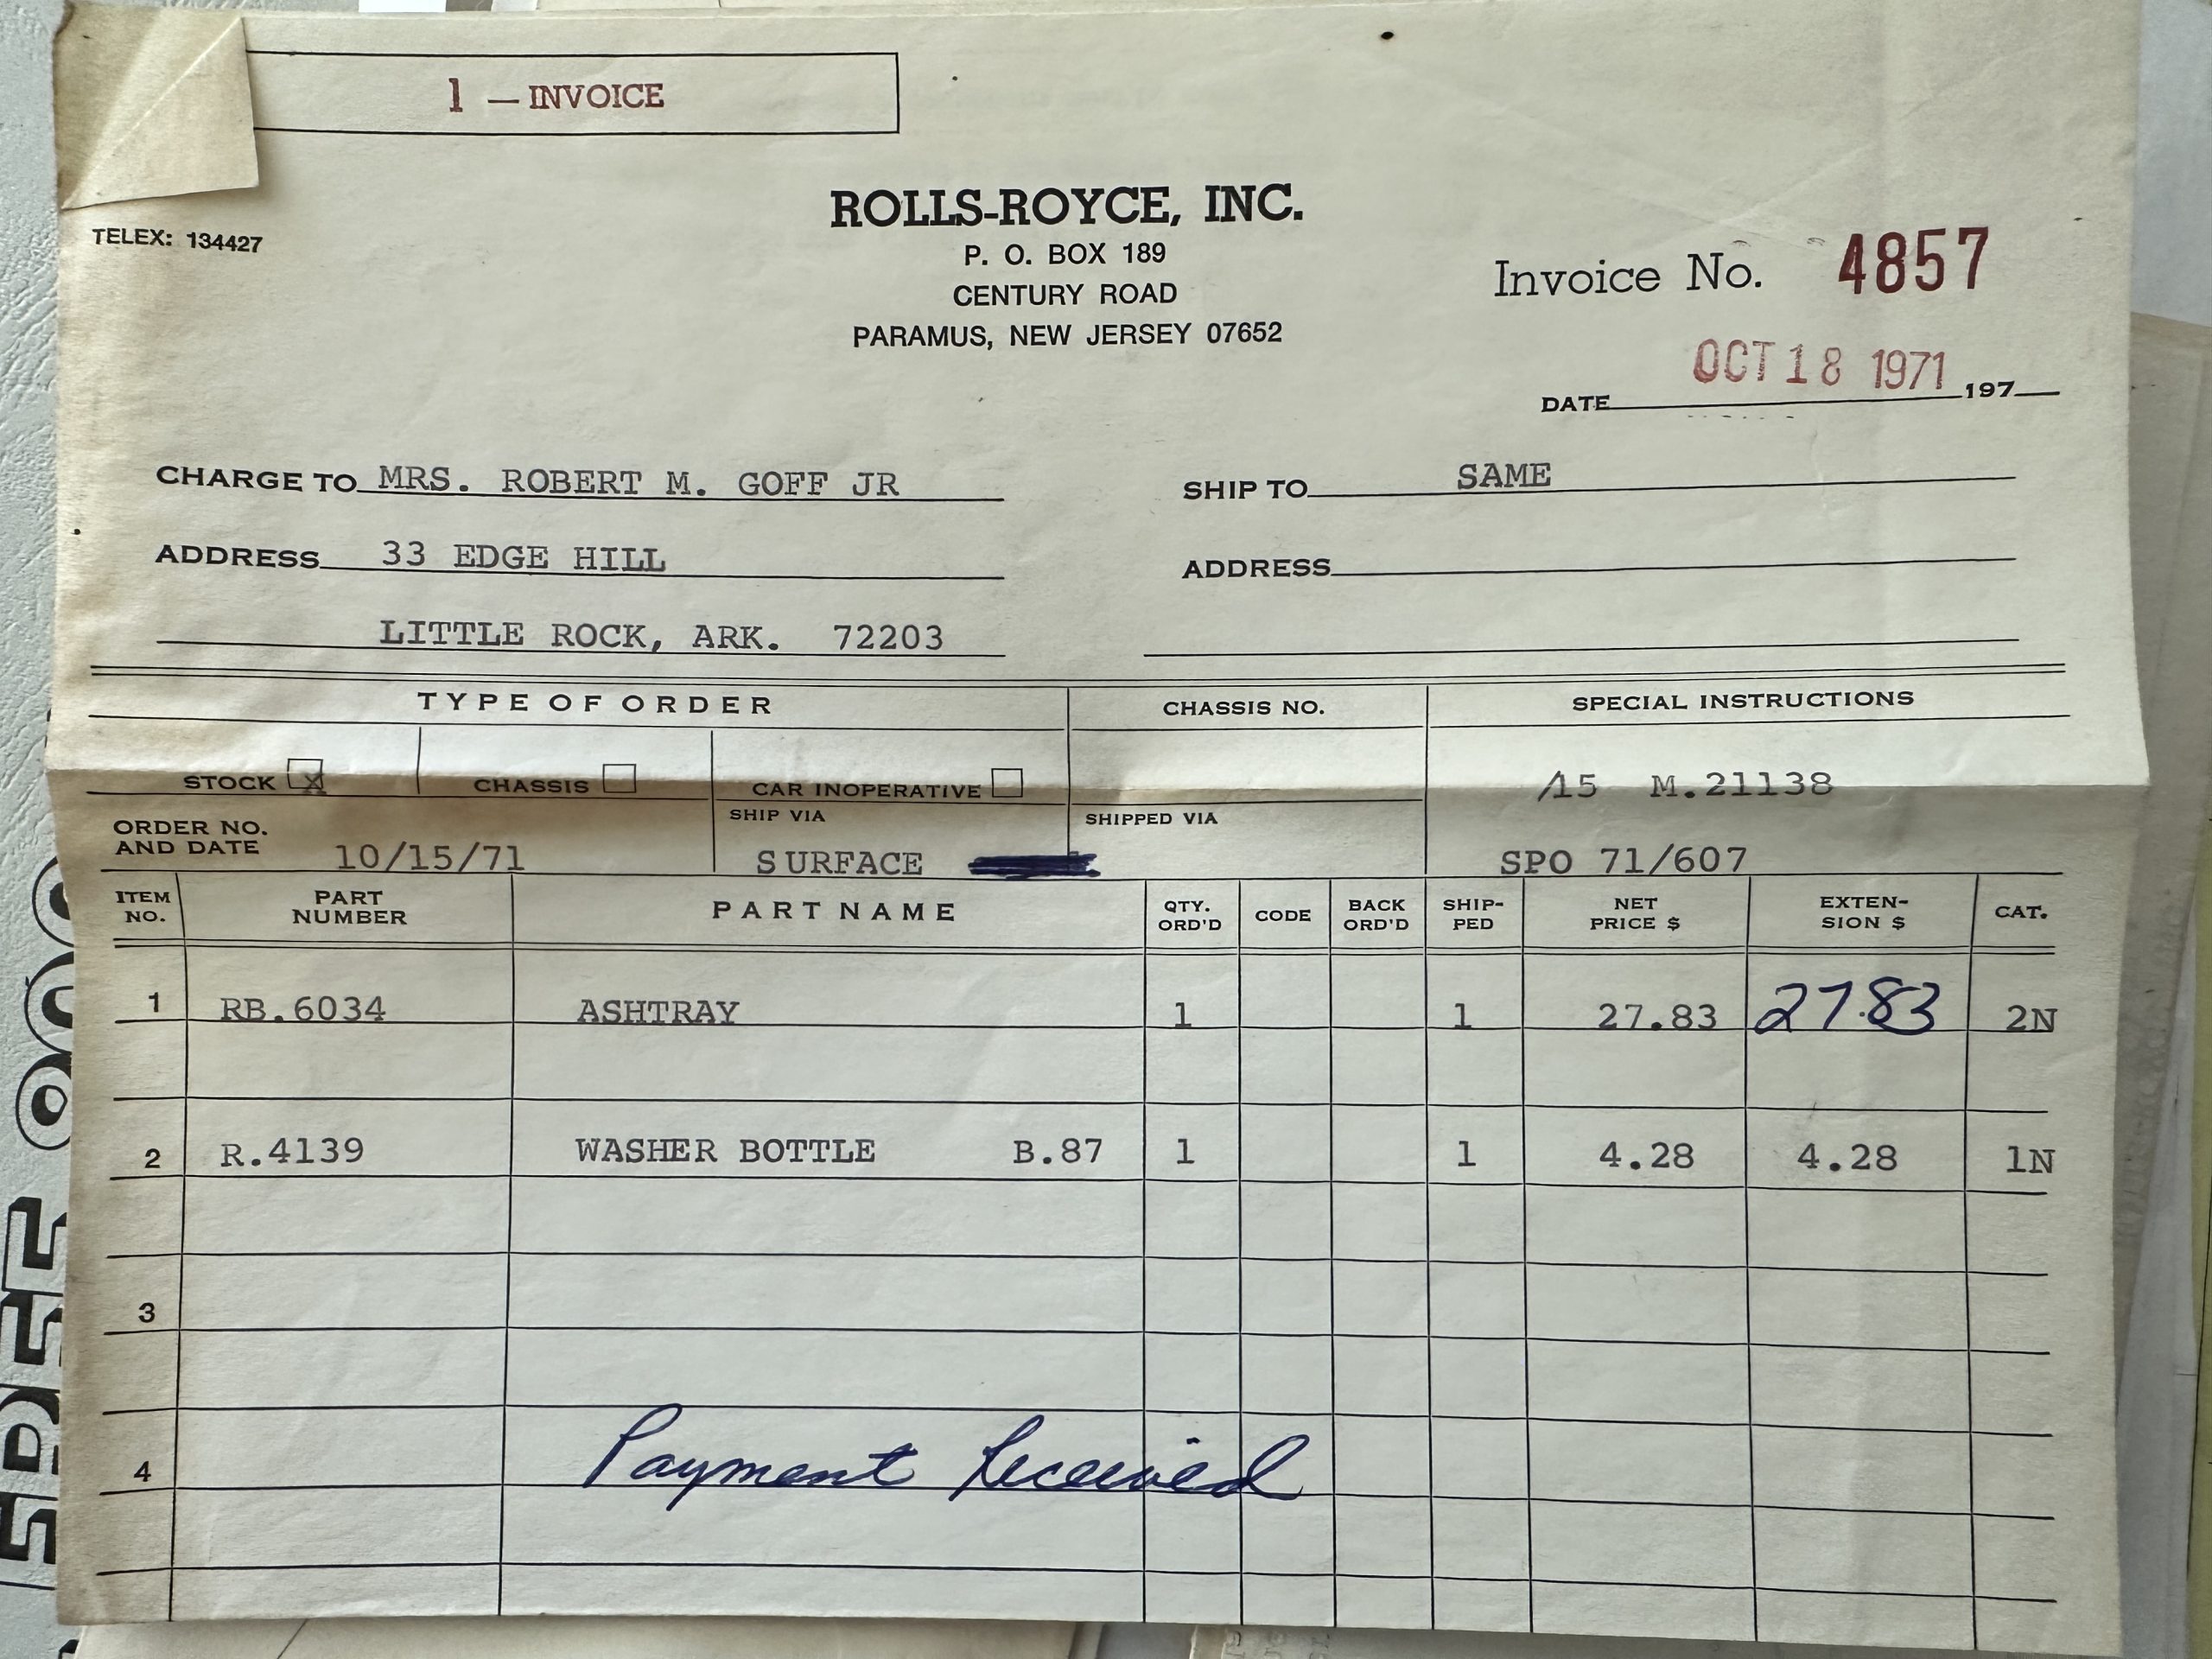 1 — INVOICE
ROLLS-ROYCE, INC.
P. O. BOX 189
CENTURY ROAD
PARAMUS, NEW JERSEY 07652
TELEX: 134427
Invoice No. 4857
DATE OCT 18 1971 197
CHARGE TO MRS. ROBERT M. GOFF JR
SHIP TO SAME
ADDRESS 33 EDGE HILL
ADDRESS
LITTLE ROCK, ARK. 72203
TYPE OF ORDER CHASSIS NO. SPECIAL INSTRUCTIONS
STOCK X CHASSIS CAR INOPERATIVE
/15 M.21138
ORDER NO. AND DATE 10/15/71
SHIP VIA SURFACE
SHIPPED VIA
SPO 71/607
ITEM NO. PART NUMBER PART NAME QTY. ORD'D CODE BACK ORD'D SHIP-PED NET PRICE $ EXTEN-SION $ CAT.
1 RB.6034 ASHTRAY 1 1 27.83 27.83 2N
2 R.4139 WASHER BOTTLE B.87 1 1 4.28 4.28 1N
3
4 Payment Received